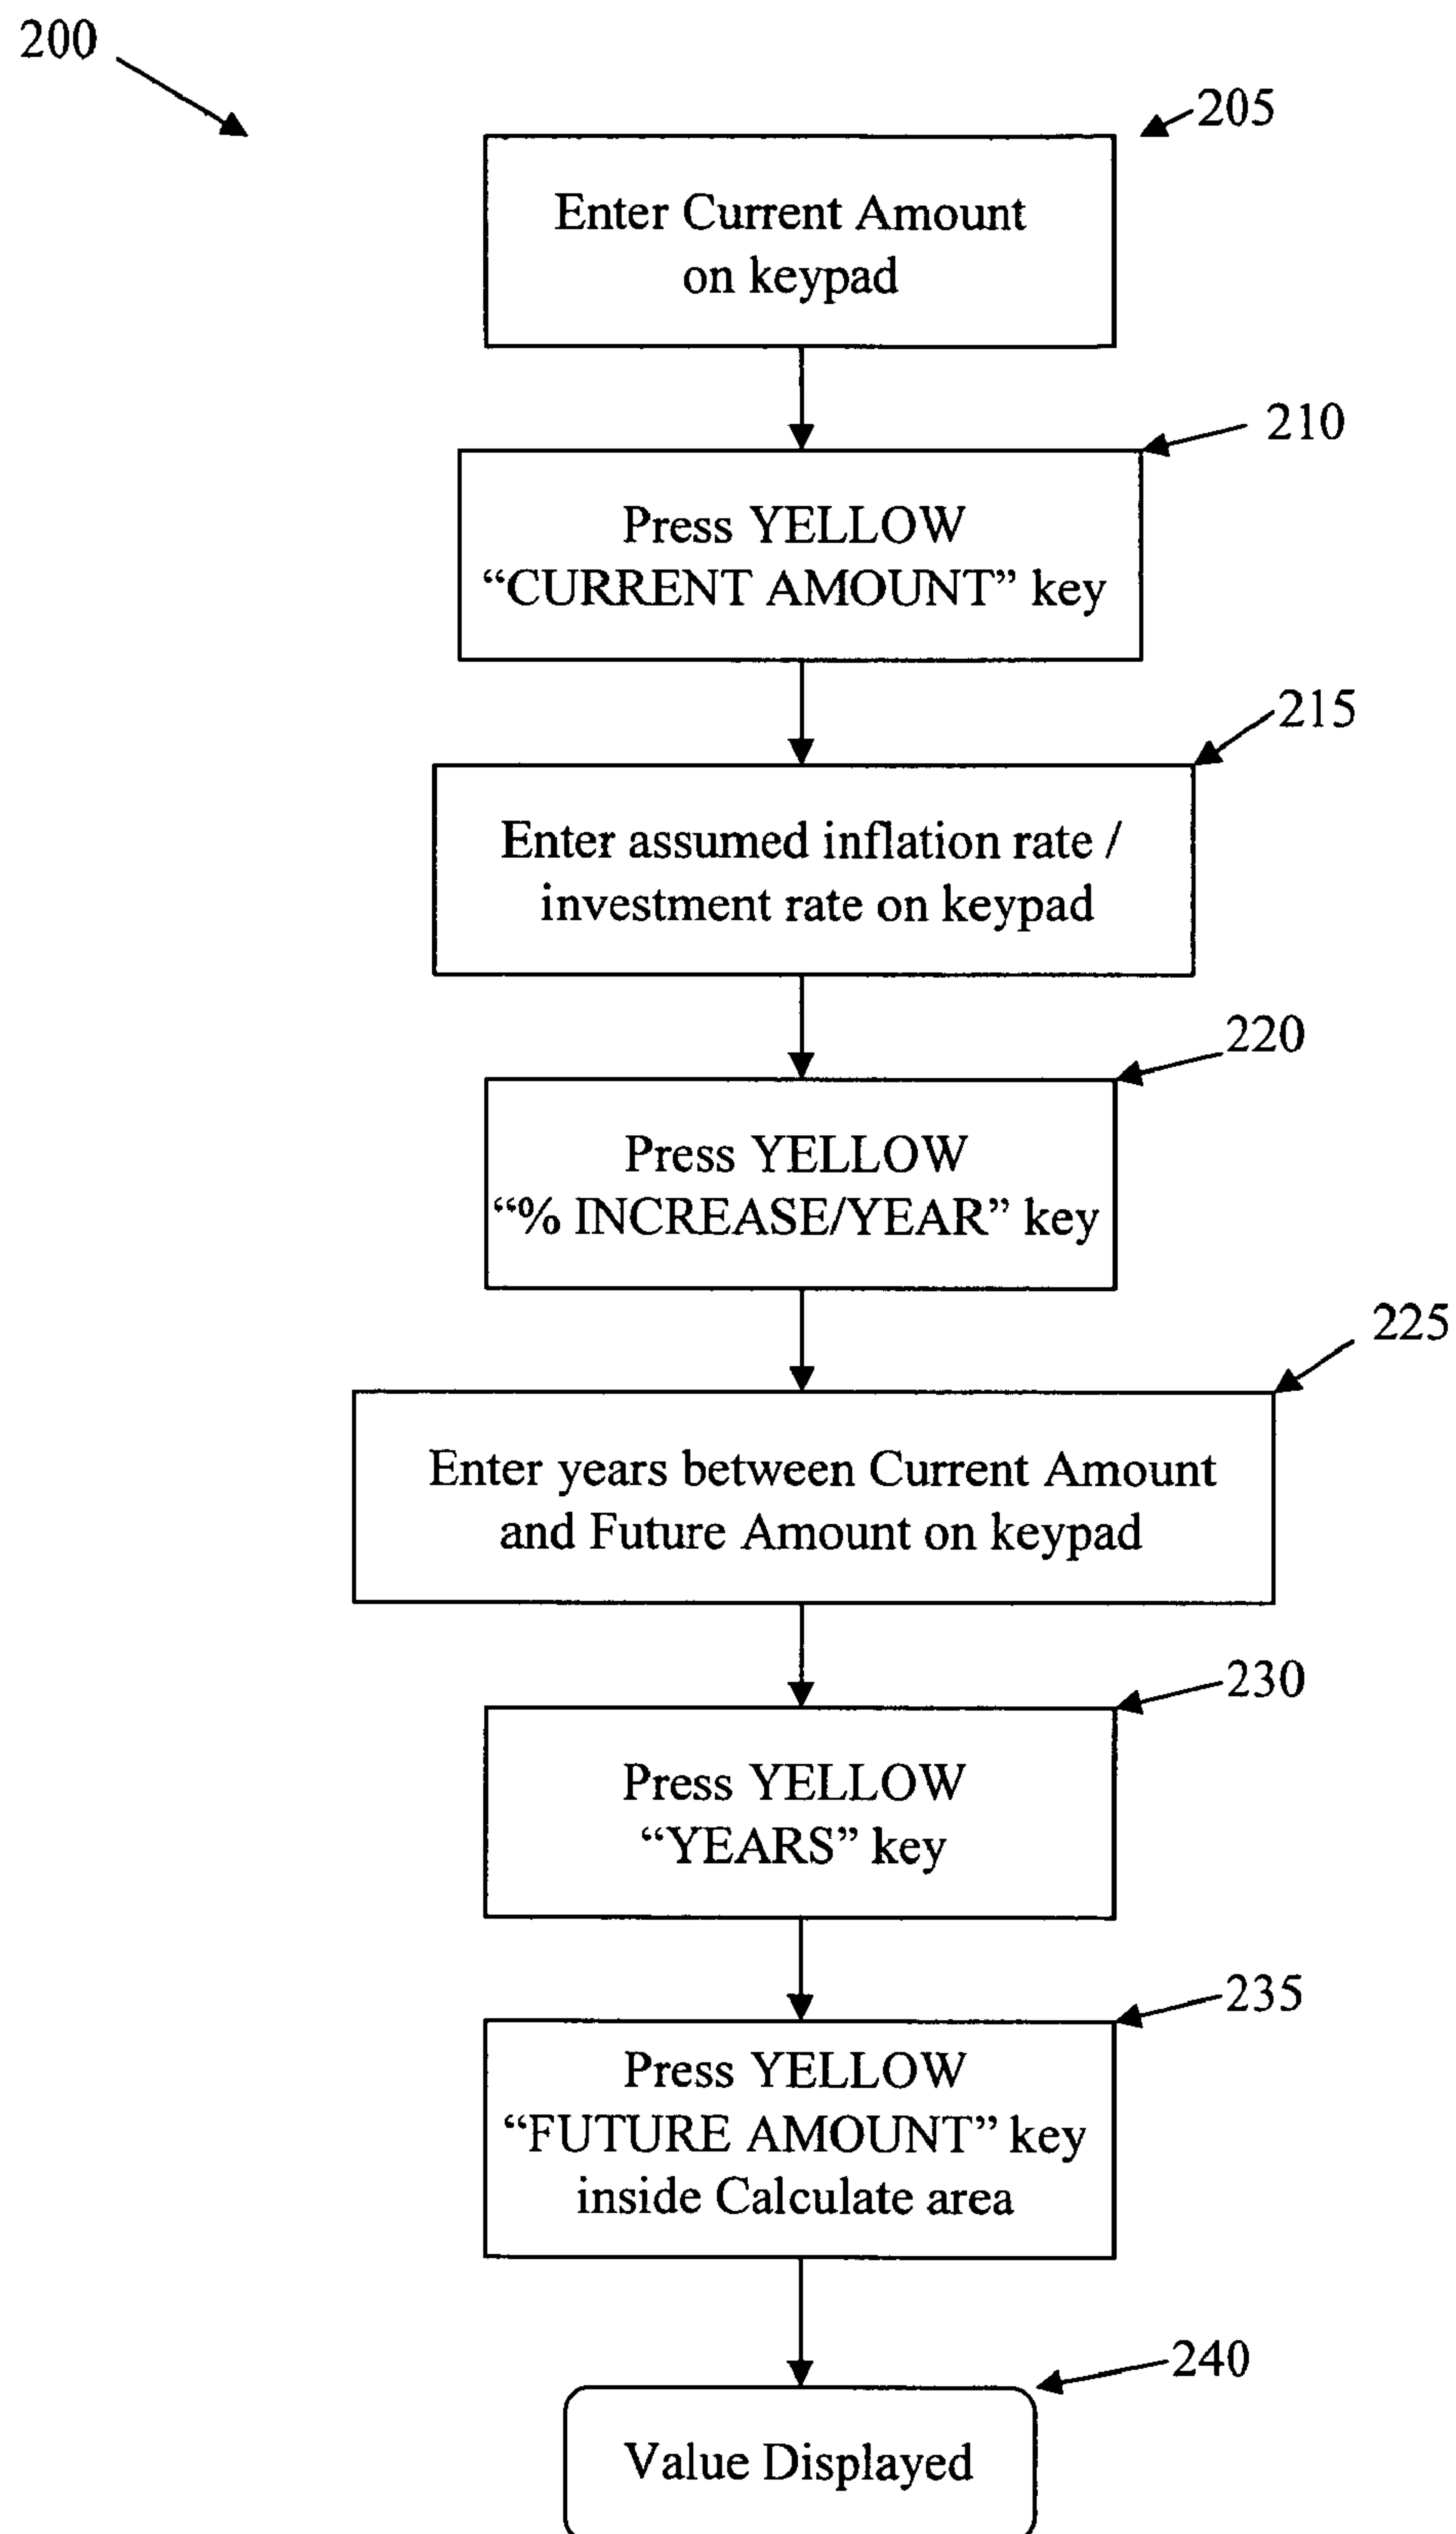 200
205
Enter Current Amount
on keypad
210
Press YELLOW
“CURRENT AMOUNT” key
215
Enter assumed inflation rate /
investment rate on keypad
220
Press YELLOW
“% INCREASE/YEAR” key
225
Enter years between Current Amount
and Future Amount on keypad
230
Press YELLOW
“YEARS” key
235
Press YELLOW
“FUTURE AMOUNT” key
inside Calculate area
240
Value Displayed